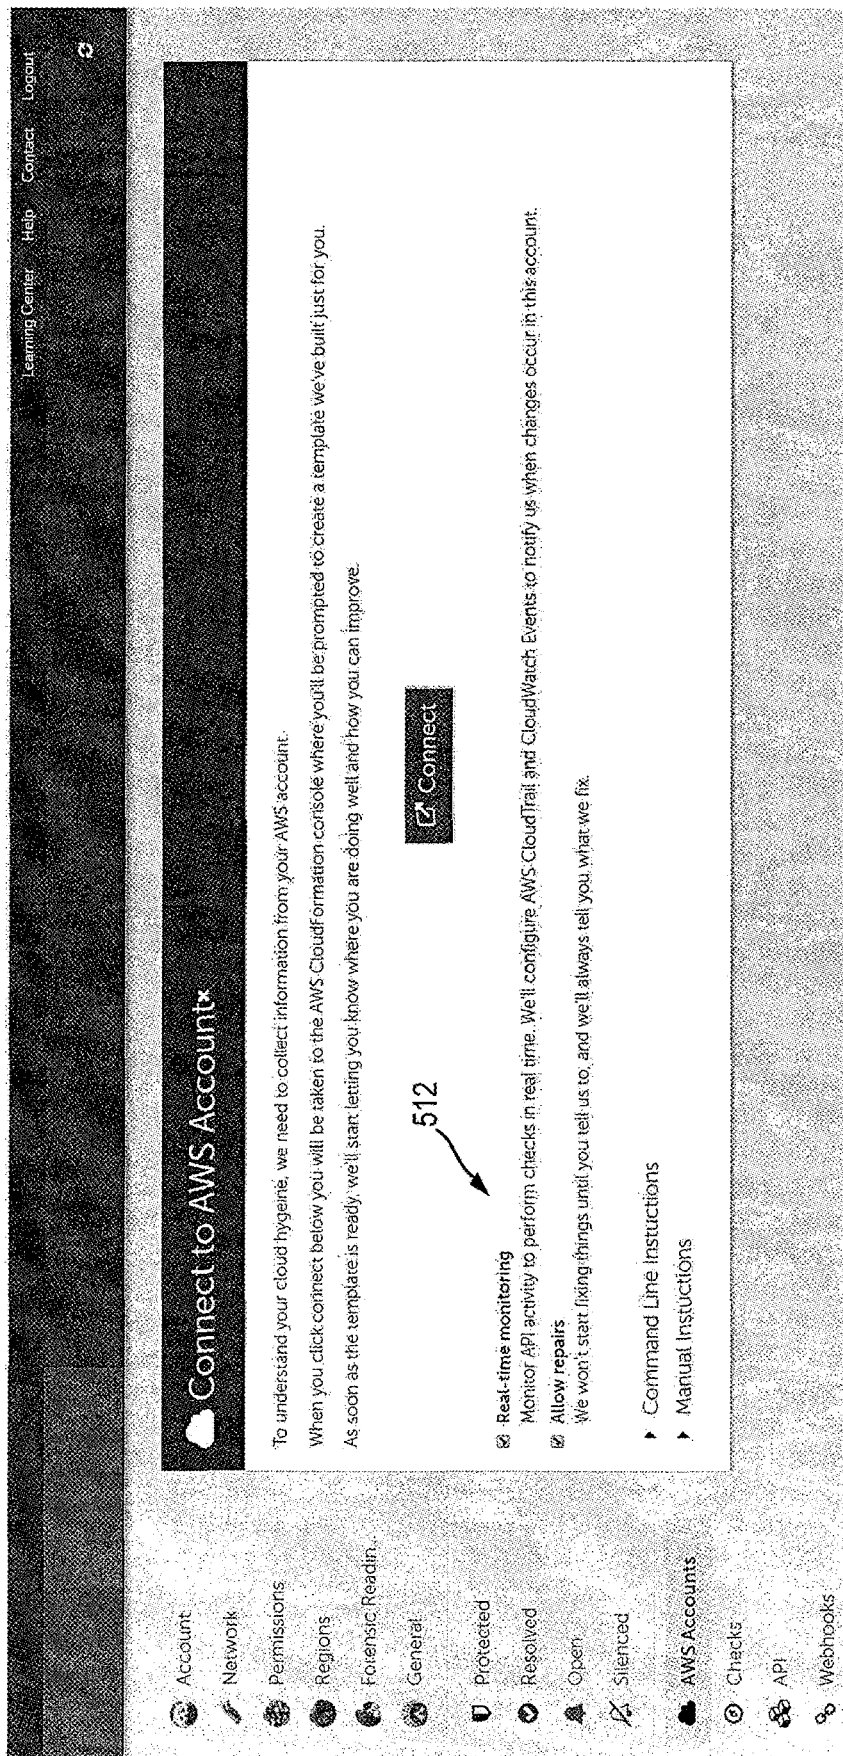 Learning Center Help Contact Logout
Account
Network
Permissions
Regions
Forensic Readin...
General
Protected
Resolved
Open
Silenced
AWS Accounts
Checks
API
Webhooks
Connect to AWS Account×
To understand your cloud hygeine, we need to collect information from your AWS account.
When you click connect below you will be taken to the AWS CloudFormation console where you'll be prompted to create a template we've built just for you.
As soon as the template is ready, we'll start letting you know where you are doing well and how you can improve.
Connect
512
Real-time monitoring
Monitor API activity to perform checks in real time. We'll configure AWS CloudTrail and CloudWatch Events to notify us when changes occur in this account.
Allow repairs
We won't start fixing things until you tell us to, and we'll always tell you what we fix.
Command Line Instuctions
Manual Instuctions